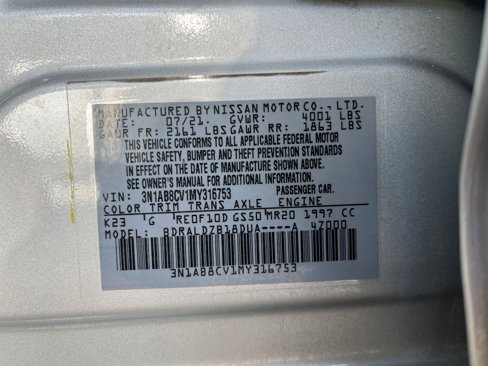 MANUFACTURED BY NISSAN MOTOR CO., LTD.
DATE: 07/21. GVWR: 4001 LBS
GAWR FR: 2161 LBS GAWR RR: 1863 LBS
THIS VEHICLE CONFORMS TO ALL APPLICABLE FEDERAL MOTOR
VEHICLE SAFETY, BUMPER AND THEFT PREVENTION STANDARDS
IN EFFECT ON THE DATE OF MANUFACTURE SHOWN ABOVE.
SEE OWNER'S MANUAL FOR ADDITIONAL INFORMATION
VIN: 3N1AB8CV1MY316753 PASSENGER CAR.
COLOR TRIM TRANS AXLE ENGINE
K23 G RE0F10D GS50 MR20 1997 CC
MODEL: BDRALDZB18DUA----A 47000
3N1AB8CV1MY316753